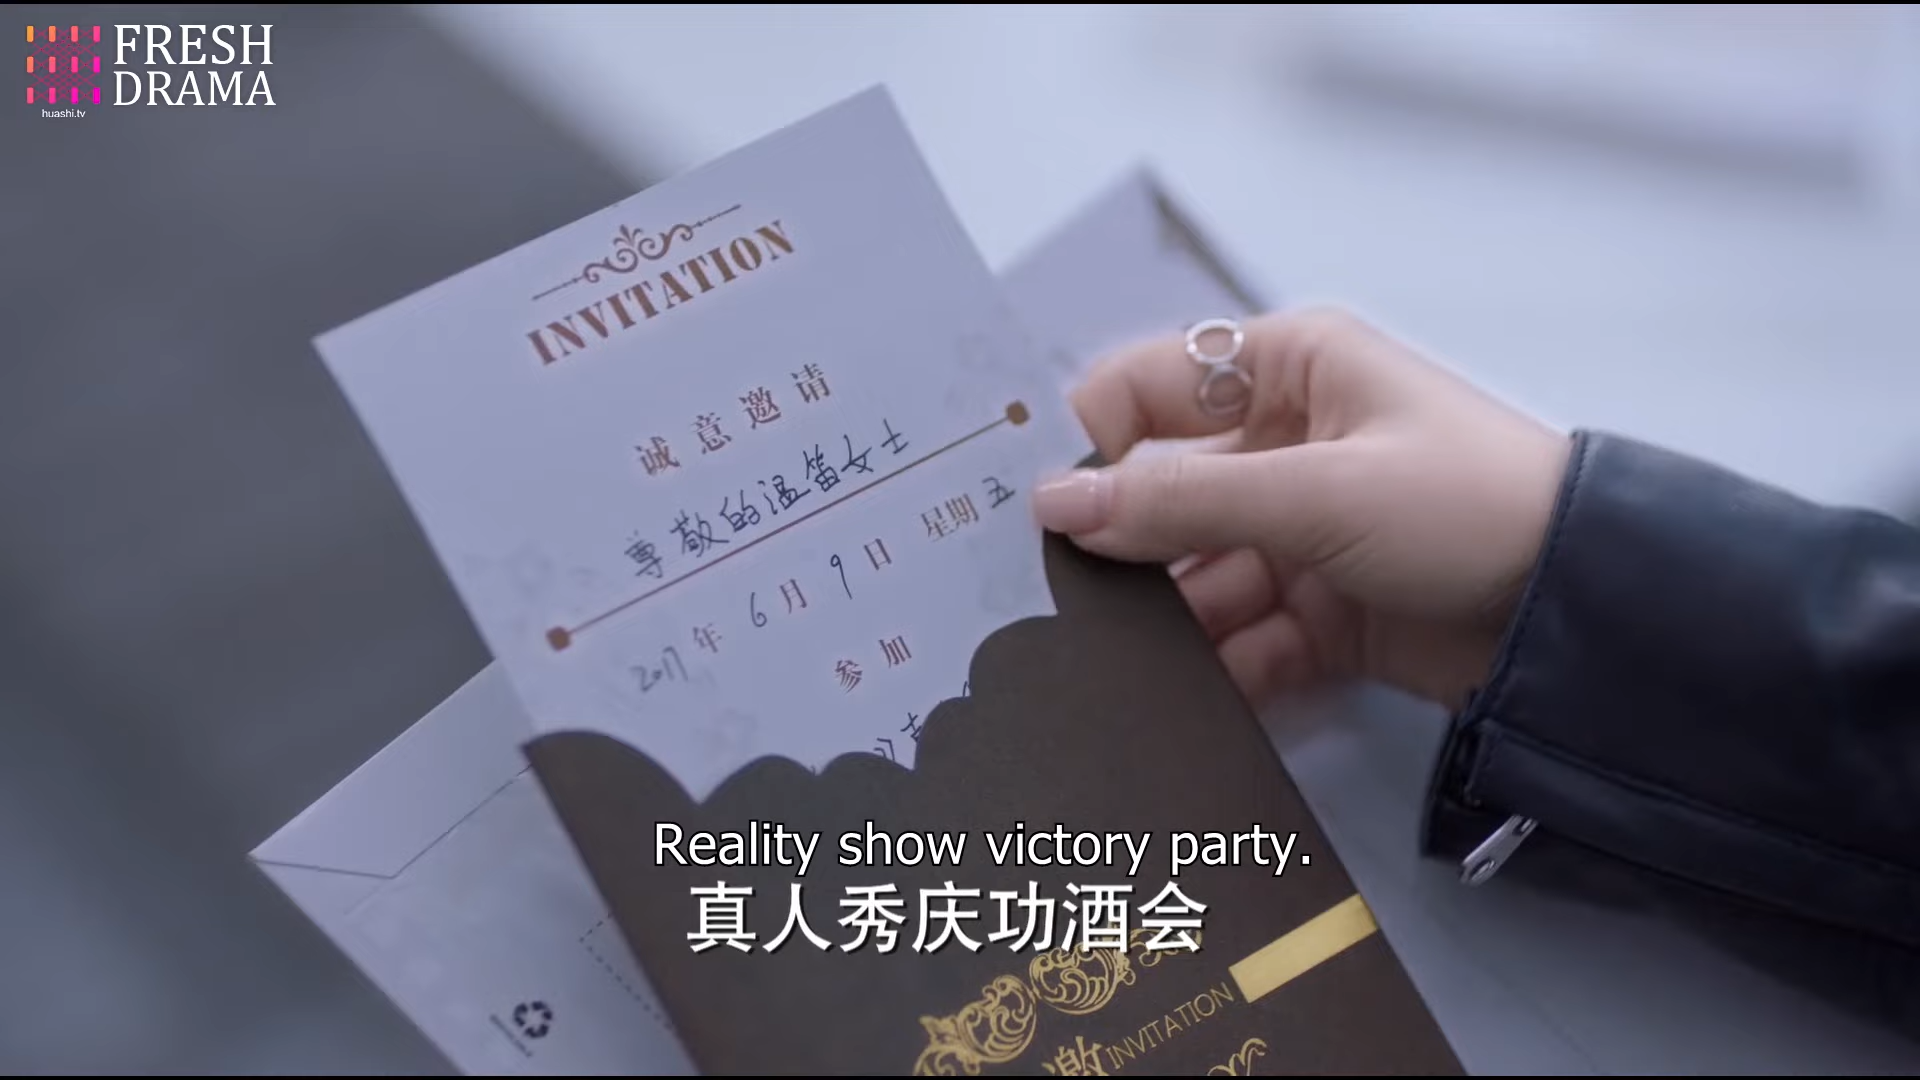 FRESH
DRAMA
huashi.tv
INVITATION
诚意邀请
尊敬的温笛女士
2017年6月9日 星期五
参加
Reality show victory party.
真人秀庆功酒会
邀 INVITATION